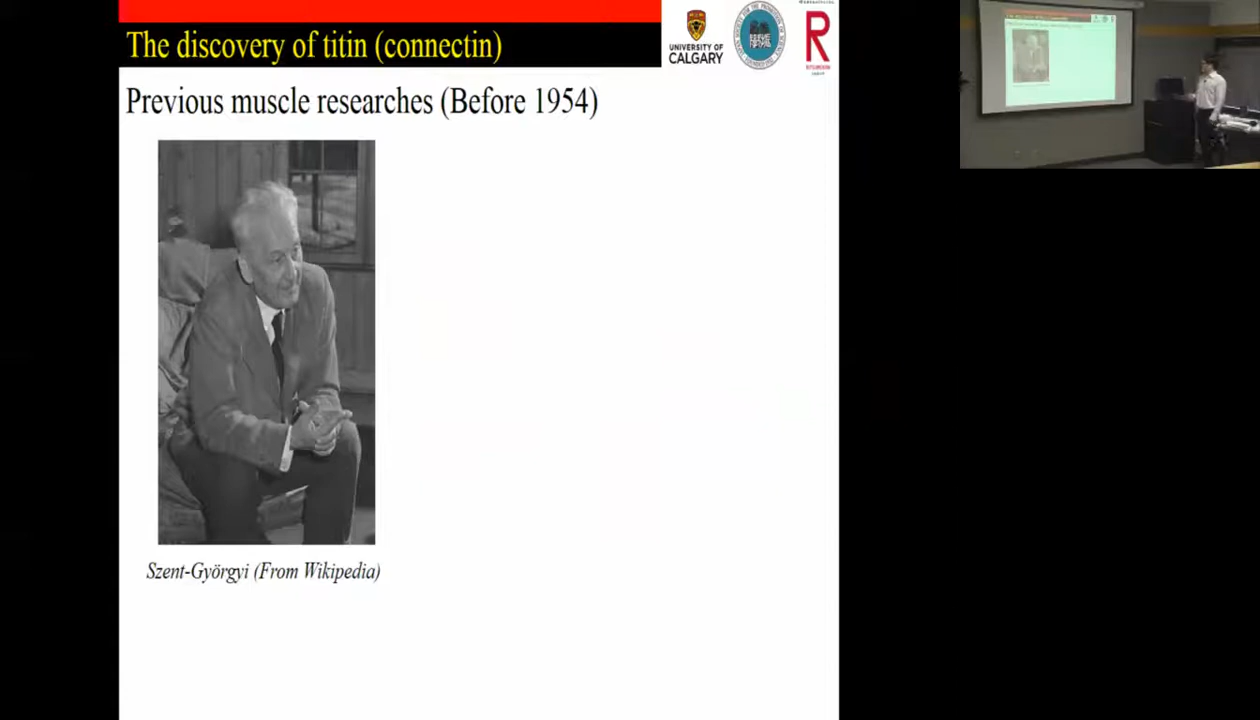 The discovery of titin (connectin)
UNIVERSITY OF
CALGARY
R
Previous muscle researches (Before 1954)
Szent-Györgyi (From Wikipedia)